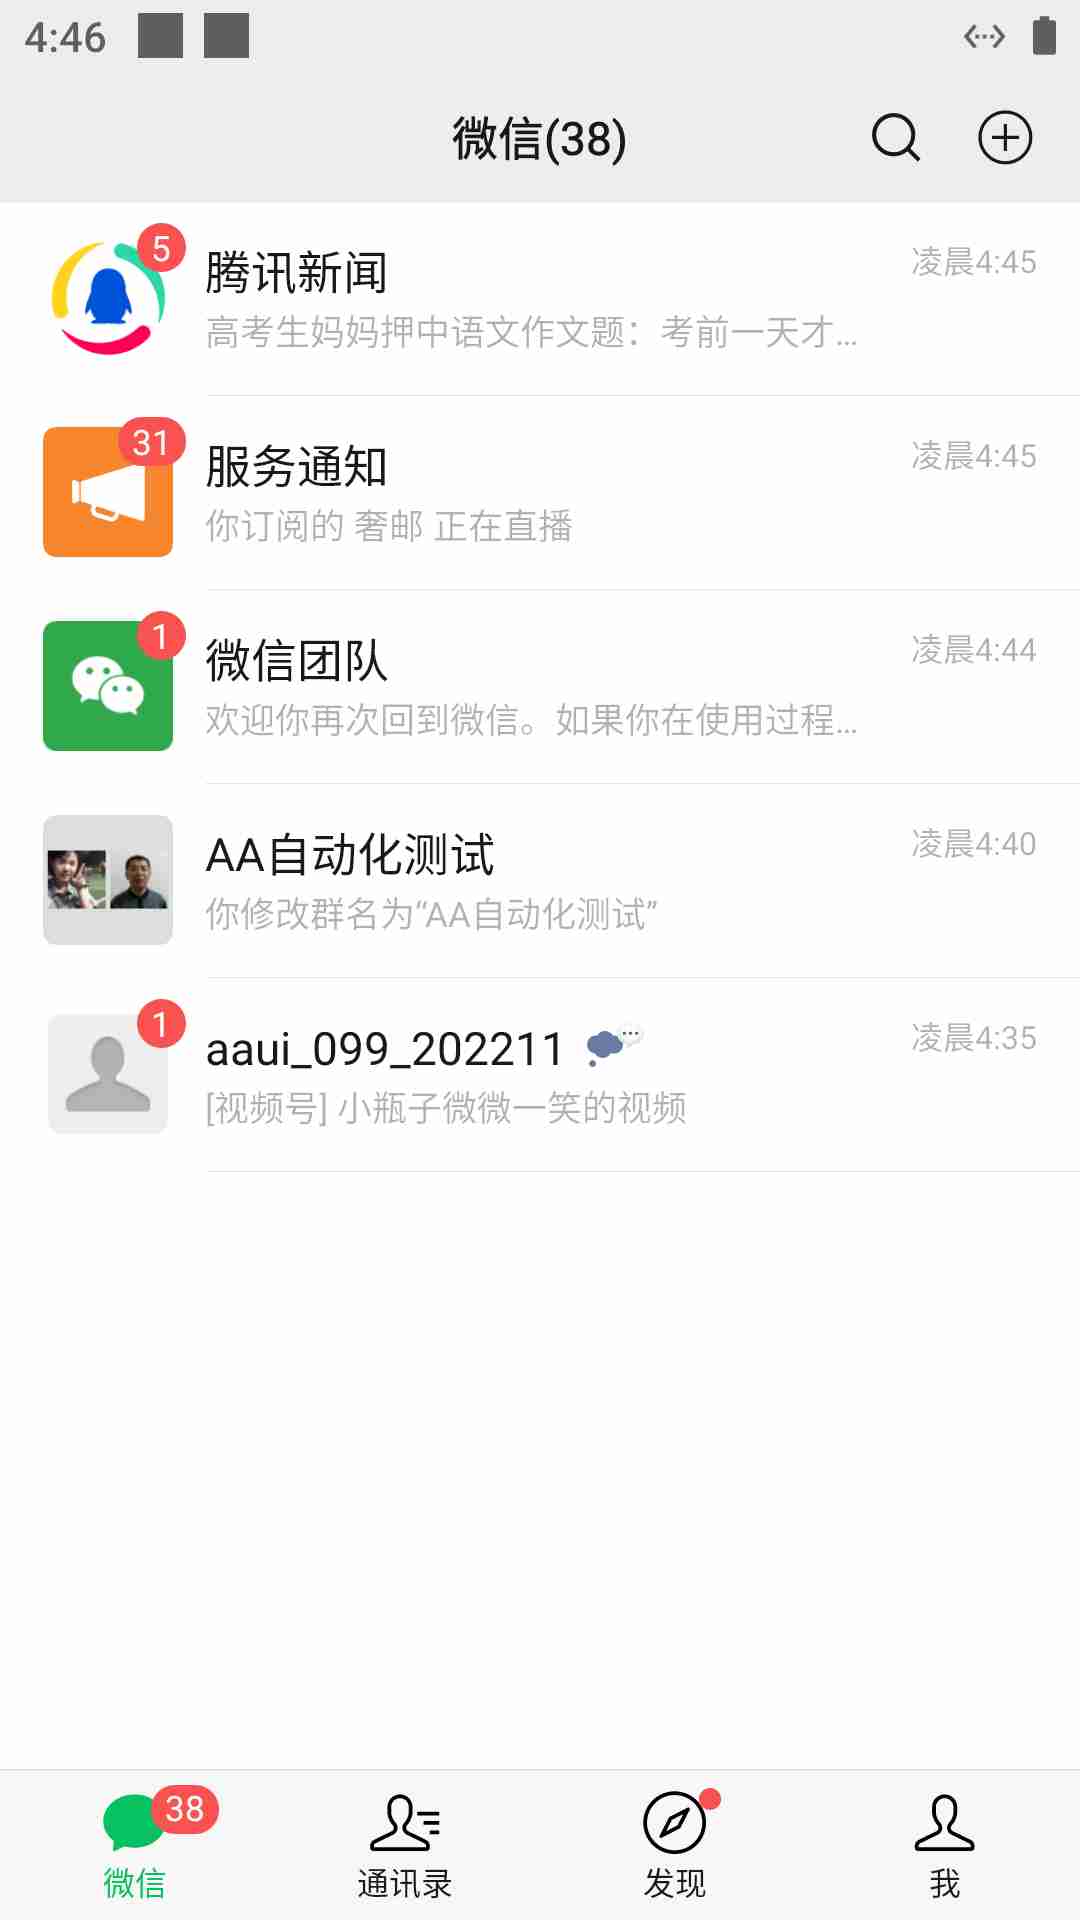 4:46
微信(38)
5
腾讯新闻
凌晨4:45
高考生妈妈押中语文作文题：考前一天才...
31
服务通知
凌晨4:45
你订阅的 奢邮 正在直播
1
微信团队
凌晨4:44
欢迎你再次回到微信。如果你在使用过程...
AA自动化测试
凌晨4:40
你修改群名为“AA自动化测试”
1
aaui_099_202211
凌晨4:35
[视频号] 小瓶子微微一笑的视频
38
微信
通讯录
发现
我